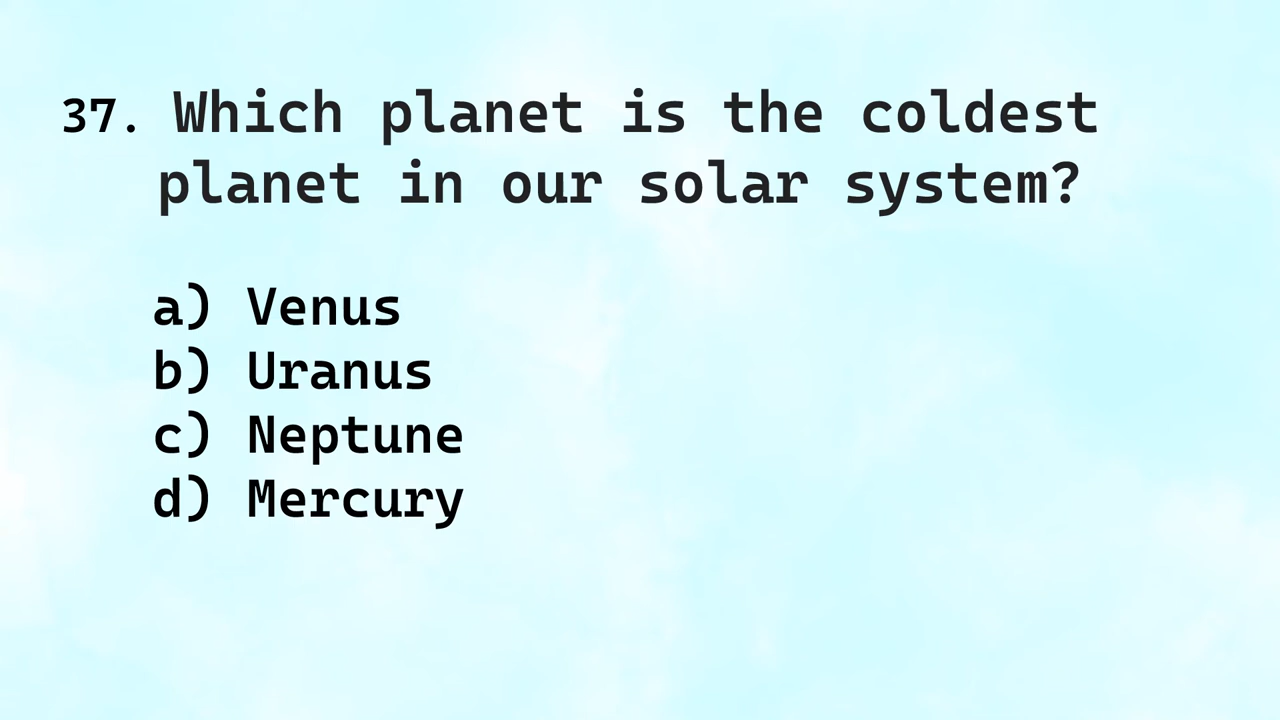 37. Which planet is the coldest
planet in our solar system?
a) Venus
b) Uranus
c) Neptune
d) Mercury